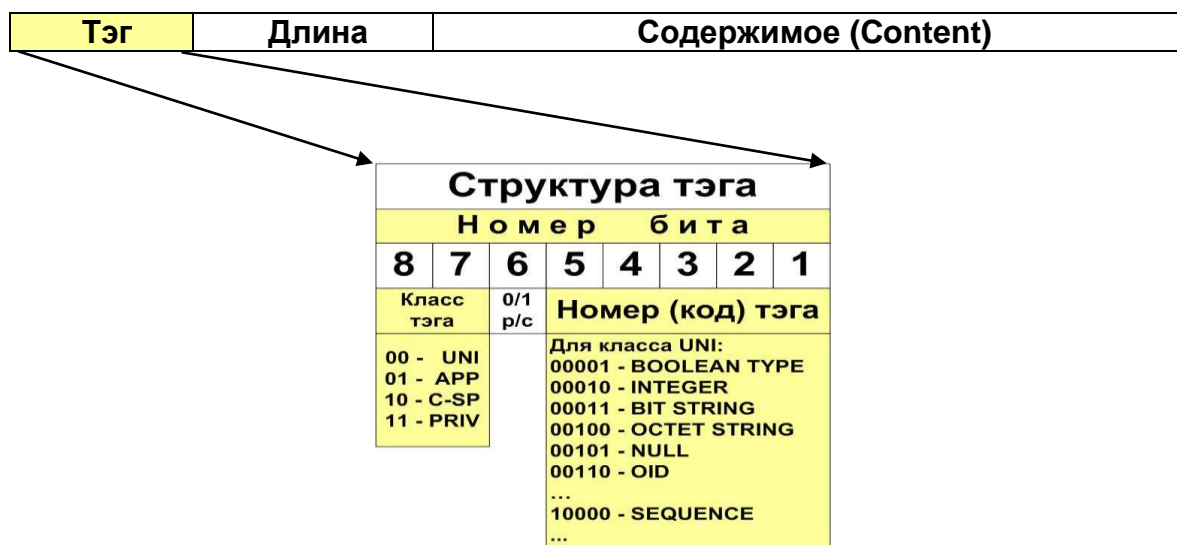 Тэг Длина Содержимое (Content)
Структура тэга
Номер бита
8 7 6 5 4 3 2 1
Класс тэга 0/1 р/с Номер (код) тэга
00 - UNI
01 - APP
10 - C-SP
11 - PRIV
Для класса UNI:
00001 - BOOLEAN TYPE
00010 - INTEGER
00011 - BIT STRING
00100 - OCTET STRING
00101 - NULL
00110 - OID
...
10000 - SEQUENCE
...